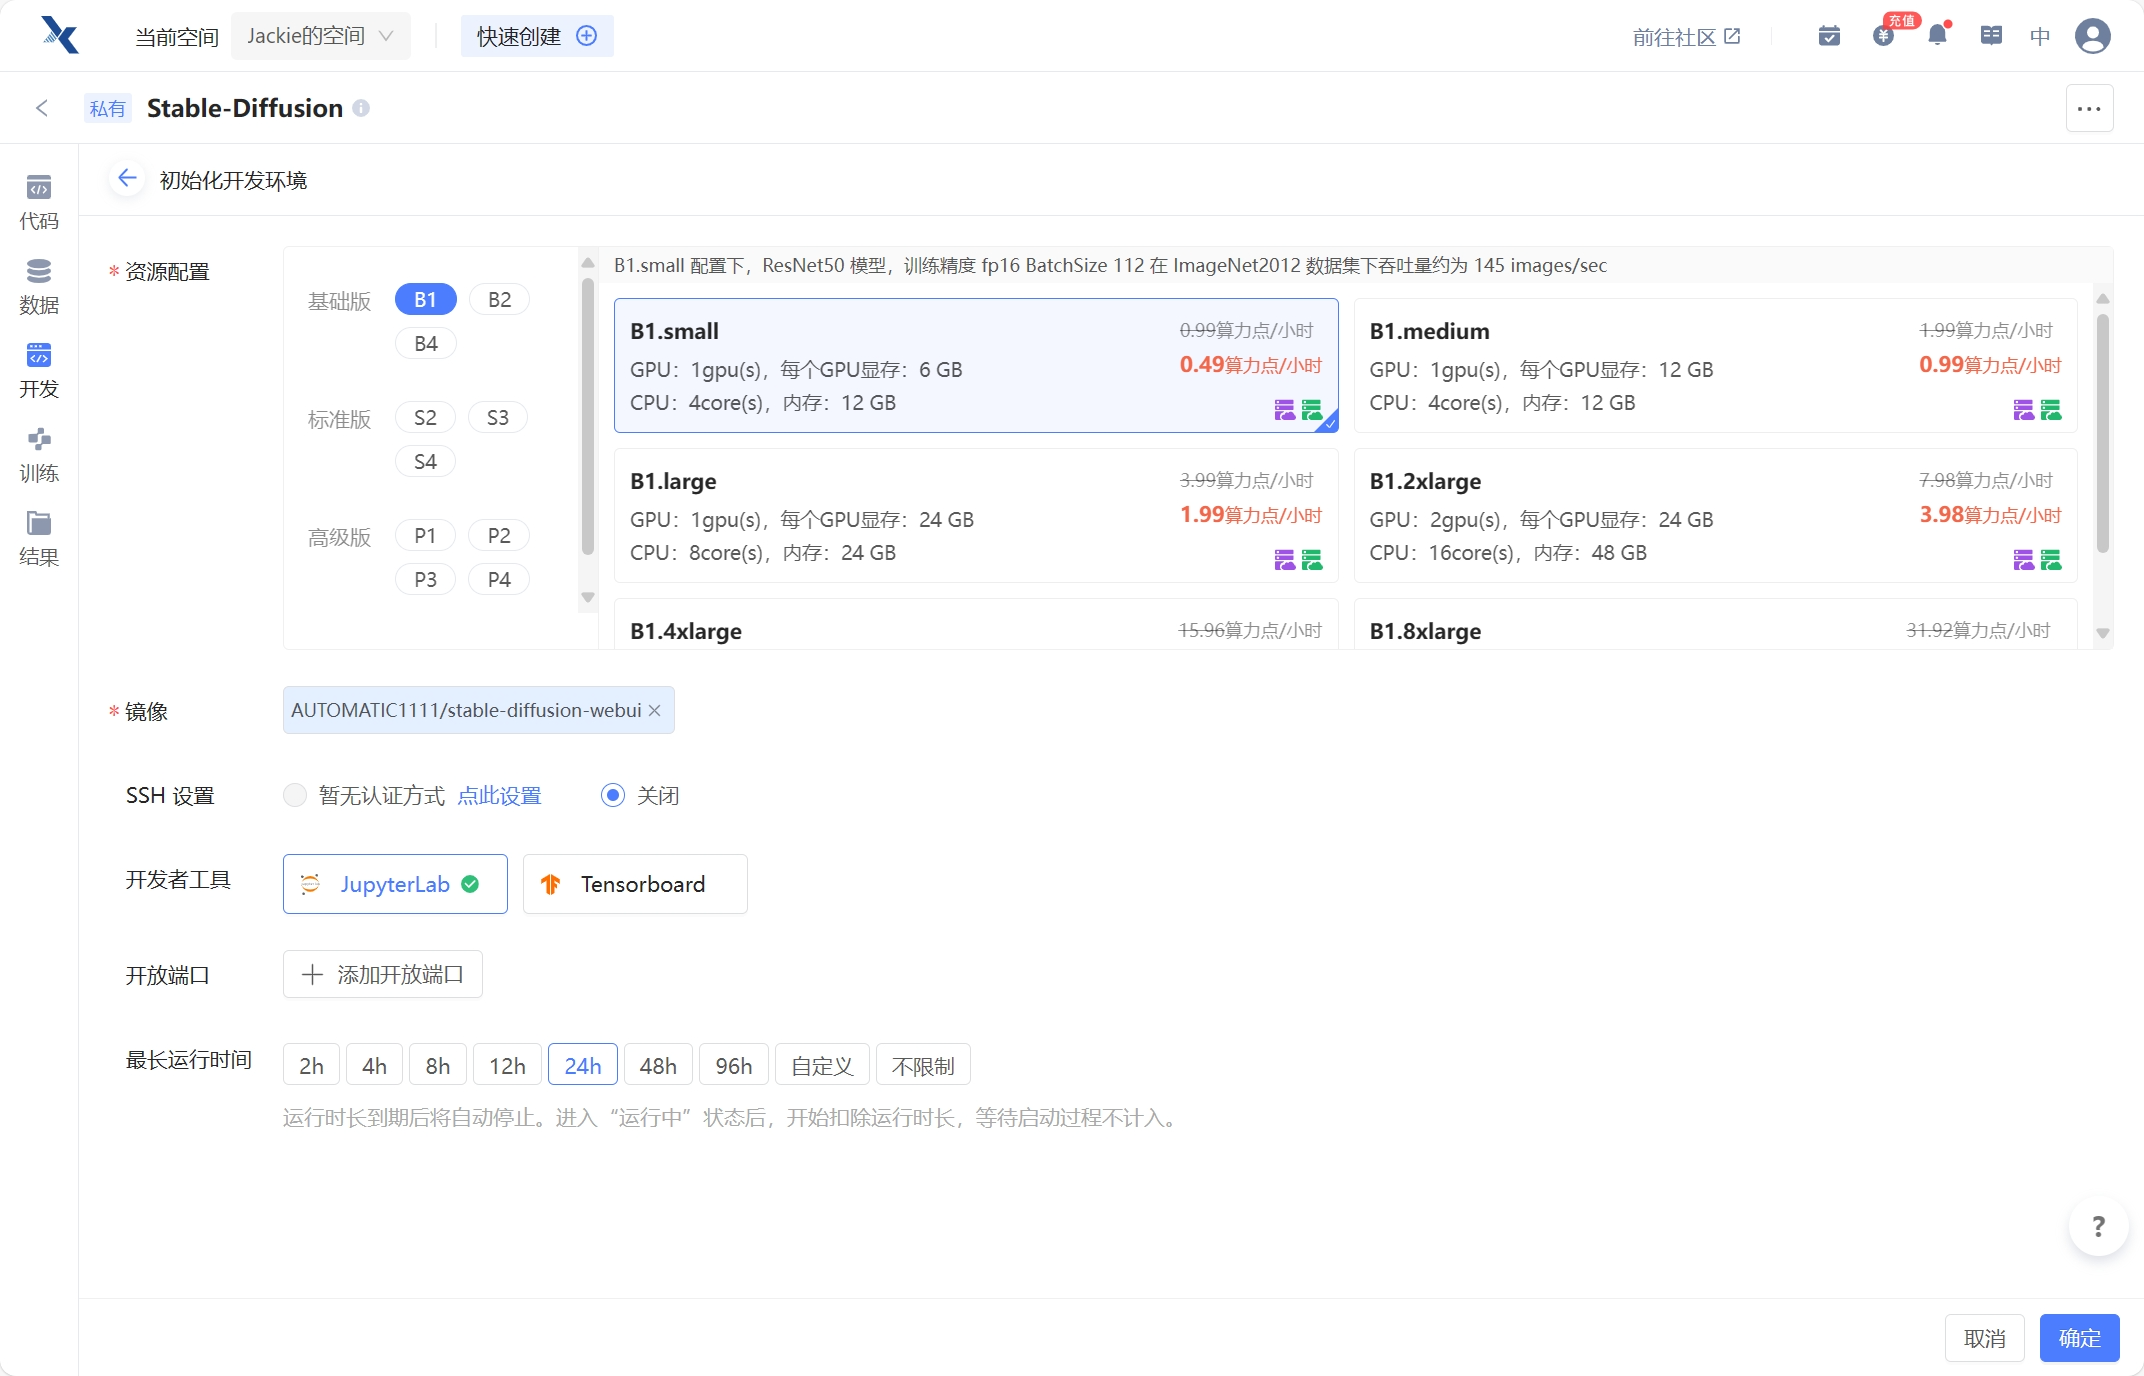 当前空间 Jackie的空间 快速创建 前往社区 充值 中
私有 Stable-Diffusion
初始化开发环境
代码
数据
开发
训练
结果
* 资源配置
基础版 B1 B2
B4
标准版 S2 S3
S4
高级版 P1 P2
P3 P4
B1.small 配置下，ResNet50 模型，训练精度 fp16 BatchSize 112 在 ImageNet2012 数据集下吞吐量约为 145 images/sec
B1.small 0.99算力点/小时
GPU：1gpu(s)，每个GPU显存：6 GB 0.49算力点/小时
CPU：4core(s)，内存：12 GB
B1.medium 1.99算力点/小时
GPU：1gpu(s)，每个GPU显存：12 GB 0.99算力点/小时
CPU：4core(s)，内存：12 GB
B1.large 3.99算力点/小时
GPU：1gpu(s)，每个GPU显存：24 GB 1.99算力点/小时
CPU：8core(s)，内存：24 GB
B1.2xlarge 7.98算力点/小时
GPU：2gpu(s)，每个GPU显存：24 GB 3.98算力点/小时
CPU：16core(s)，内存：48 GB
B1.4xlarge 15.96算力点/小时
B1.8xlarge 31.92算力点/小时
* 镜像 AUTOMATIC1111/stable-diffusion-webui ×
SSH 设置 暂无认证方式 点此设置 关闭
开发者工具 JupyterLab Tensorboard
开放端口 + 添加开放端口
最长运行时间 2h 4h 8h 12h 24h 48h 96h 自定义 不限制
运行时长到期后将自动停止。进入“运行中”状态后，开始扣除运行时长，等待启动过程不计入。
?
取消 确定